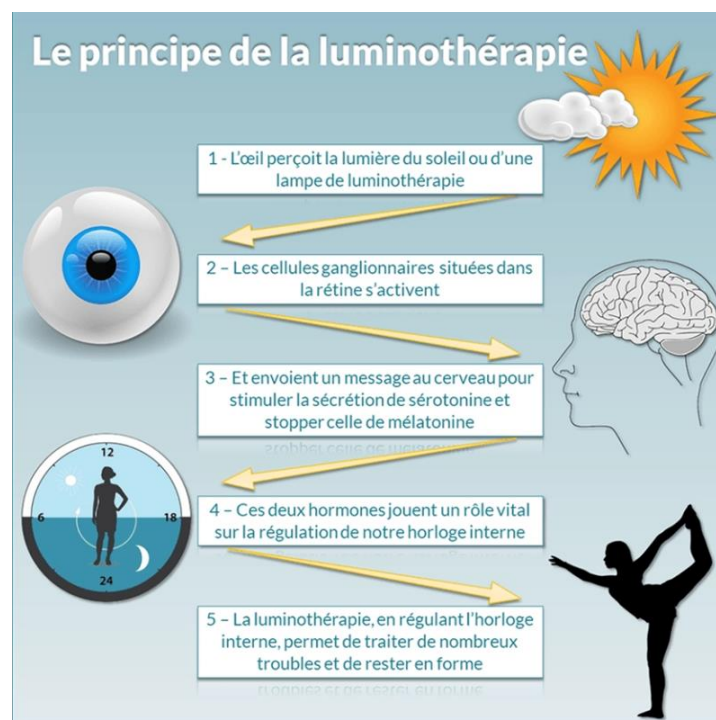 Le principe de la luminothérapie
1 - L'œil perçoit la lumière du soleil ou d'une
lampe de luminothérapie
2 – Les cellules ganglionnaires situées dans
la rétine s'activent
3 – Et envoient un message au cerveau pour
stimuler la sécrétion de sérotonine et
stopper celle de mélatonine
12
6
18
24
4 – Ces deux hormones jouent un rôle vital
sur la régulation de notre horloge interne
5 – La luminothérapie, en régulant l'horloge
interne, permet de traiter de nombreux
troubles et de rester en forme